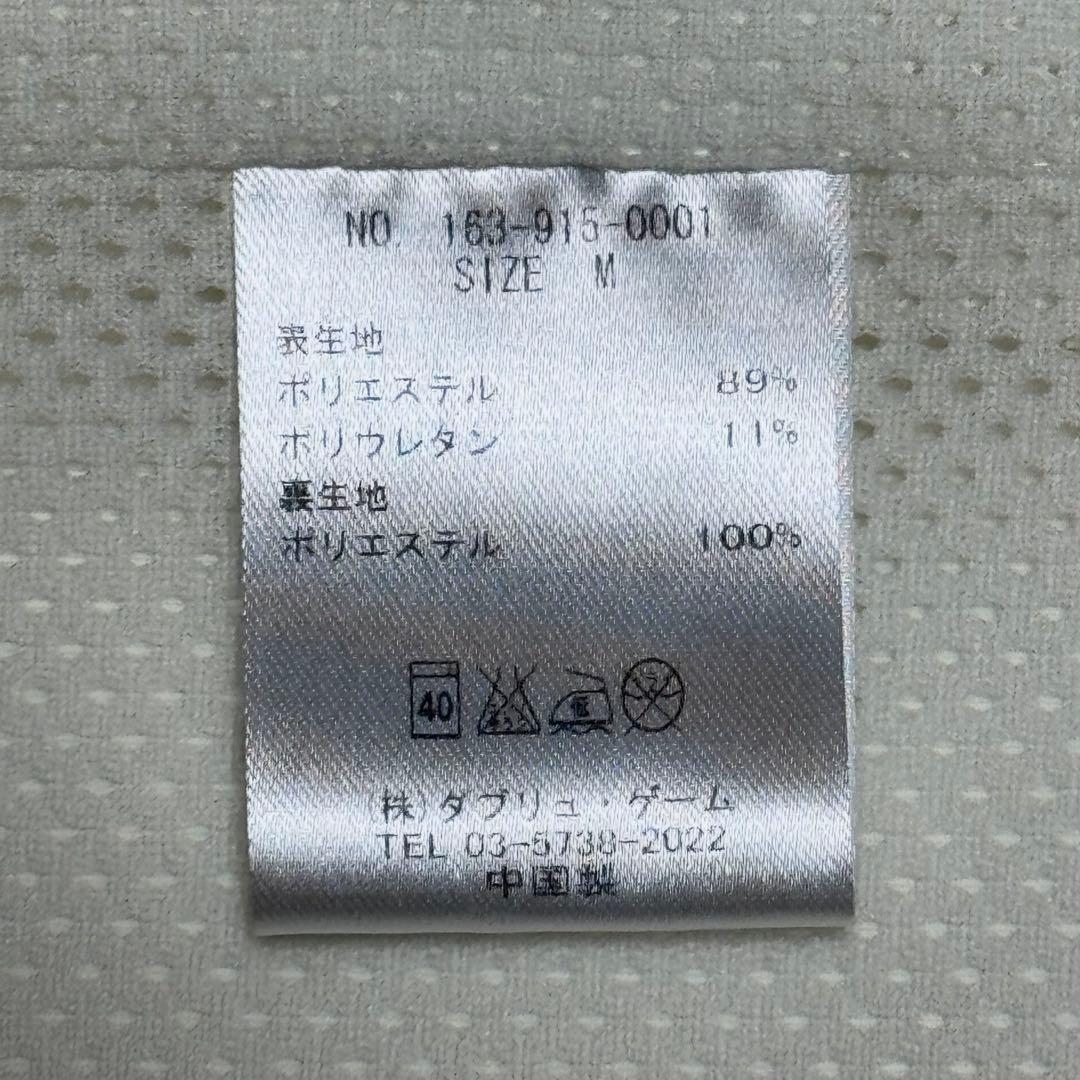 NO. 163-915-0001
SIZE M
表生地
ポリエステル 89%
ポリウレタン 11%
裏生地
ポリエステル 100%
40
低
(株)ダブリュ・ゲーム
TEL 03-5738-2022
中国製